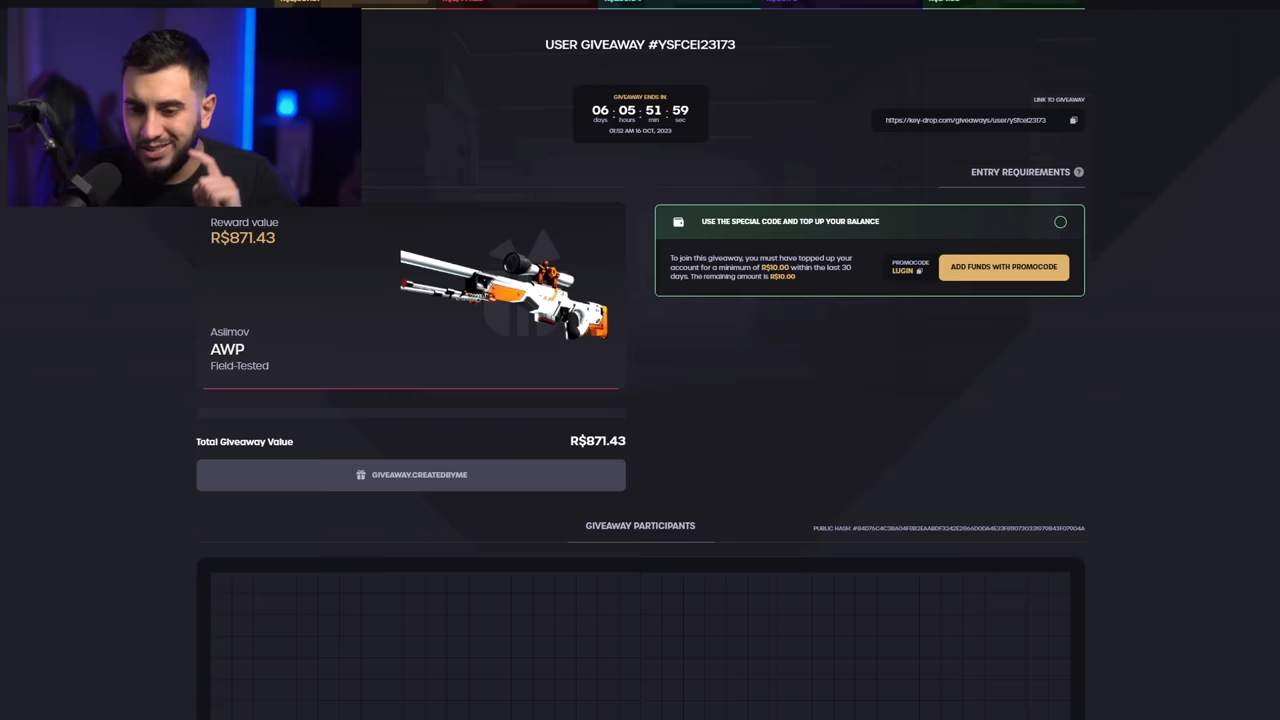 USER GIVEAWAY #YSFCEI23173
GIVEAWAY ENDS IN:
06 : 05 : 51 : 59
days hours min sec
01:52 AM 16 OCT, 2023
LINK TO GIVEAWAY
https://key-drop.com/giveaways/user/ySfceI23173
ENTRY REQUIREMENTS ?
Reward value
R$871.43
Asiimov
AWP
Field-Tested
USE THE SPECIAL CODE AND TOP UP YOUR BALANCE
To join this giveaway, you must have topped up your
account for a minimum of R$10.00 within the last 30
days. The remaining amount is R$10.00
PROMOCODE
LUGIN
ADD FUNDS WITH PROMOCODE
Total Giveaway Value
R$871.43
GIVEAWAY.CREATEDBYME
GIVEAWAY PARTICIPANTS
PUBLIC HASH: